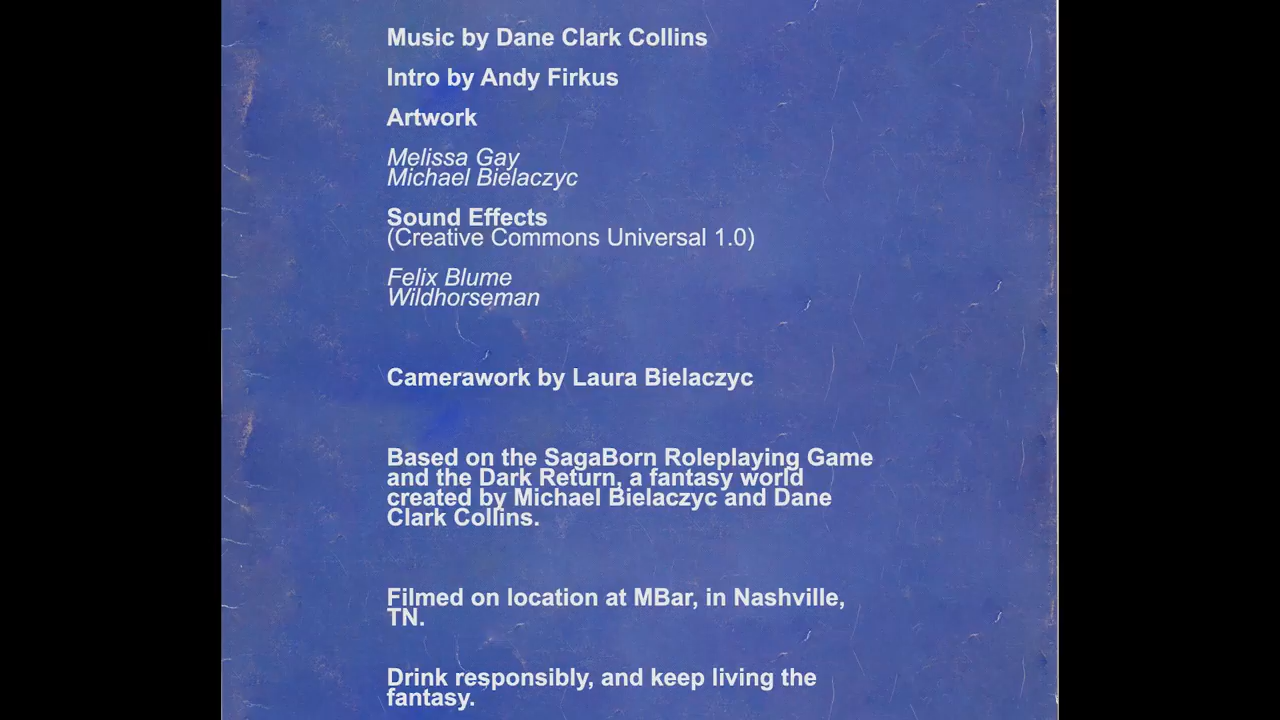 Music by Dane Clark Collins
Intro by Andy Firkus
Artwork
Melissa Gay
Michael Bielaczyc
Sound Effects
(Creative Commons Universal 1.0)
Felix Blume
Wildhorseman
Camerawork by Laura Bielaczyc
Based on the SagaBorn Roleplaying Game
and the Dark Return, a fantasy world
created by Michael Bielaczyc and Dane
Clark Collins.
Filmed on location at MBar, in Nashville,
TN.
Drink responsibly, and keep living the
fantasy.